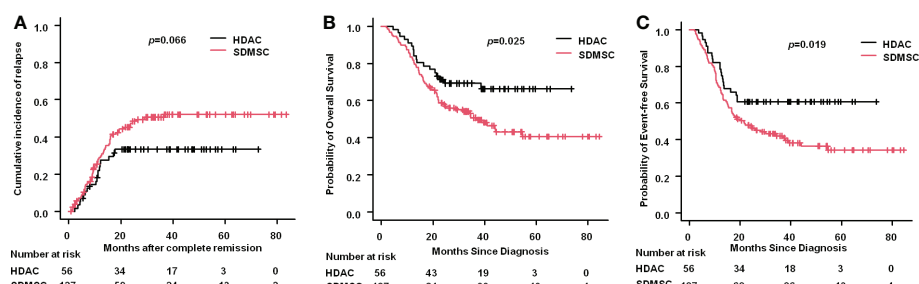 A
B
C
Cumulative incidence of relapse
1.0
0.8
0.6
0.4
0.2
0.0
p=0.066
HDAC
SDMSC
0 20 40 60 80
Months after complete remission
Number at risk
HDAC 56 34 17 3 0
Probability of Overall Survival
1.0
0.8
0.6
0.4
0.2
0.0
p=0.025
HDAC
SDMSC
0 20 40 60 80
Months Since Diagnosis
Number at risk
HDAC 56 43 19 3 0
Probability of Event-free Survival
1.0
0.8
0.6
0.4
0.2
0.0
p=0.019
HDAC
SDMSC
0 20 40 60 80
Months Since Diagnosis
Number at risk
HDAC 56 34 18 3 0